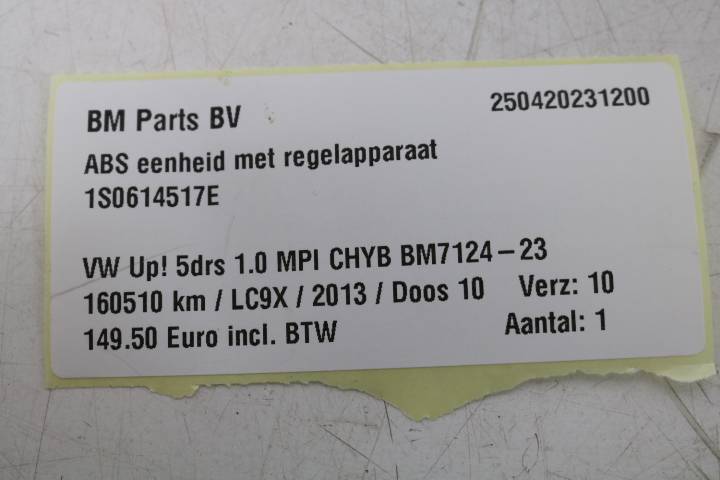 BM Parts BV 250420231200
ABS eenheid met regelapparaat
1S0614517E
VW Up! 5drs 1.0 MPI CHYB BM7124-23
160510 km / LC9X / 2013 / Doos 10 Verz: 10
149.50 Euro incl. BTW Aantal: 1